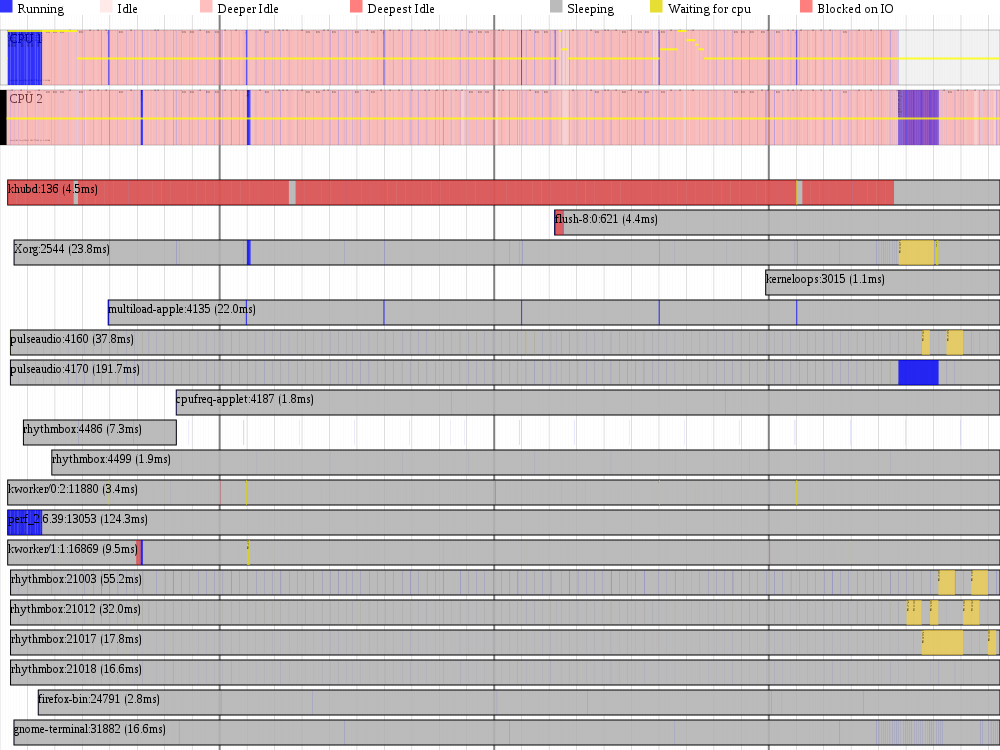 Running Idle Deeper Idle Deepest Idle Sleeping Waiting for cpu Blocked on IO
CPU 1
CPU 2
khubd:136 (4.5ms)
flush-8:0:621 (4.4ms)
Xorg:2544 (23.8ms)
kerneloops:3015 (1.1ms)
multiload-apple:4135 (22.0ms)
pulseaudio:4160 (37.8ms)
pulseaudio:4170 (191.7ms)
cpufreq-applet:4187 (1.8ms)
rhythmbox:4486 (7.3ms)
rhythmbox:4499 (1.9ms)
kworker/0:2:11880 (3.4ms)
perf_2.6.39:13053 (124.3ms)
kworker/1:1:16869 (9.5ms)
rhythmbox:21003 (55.2ms)
rhythmbox:21012 (32.0ms)
rhythmbox:21017 (17.8ms)
rhythmbox:21018 (16.6ms)
firefox-bin:24791 (2.8ms)
gnome-terminal:31882 (16.6ms)